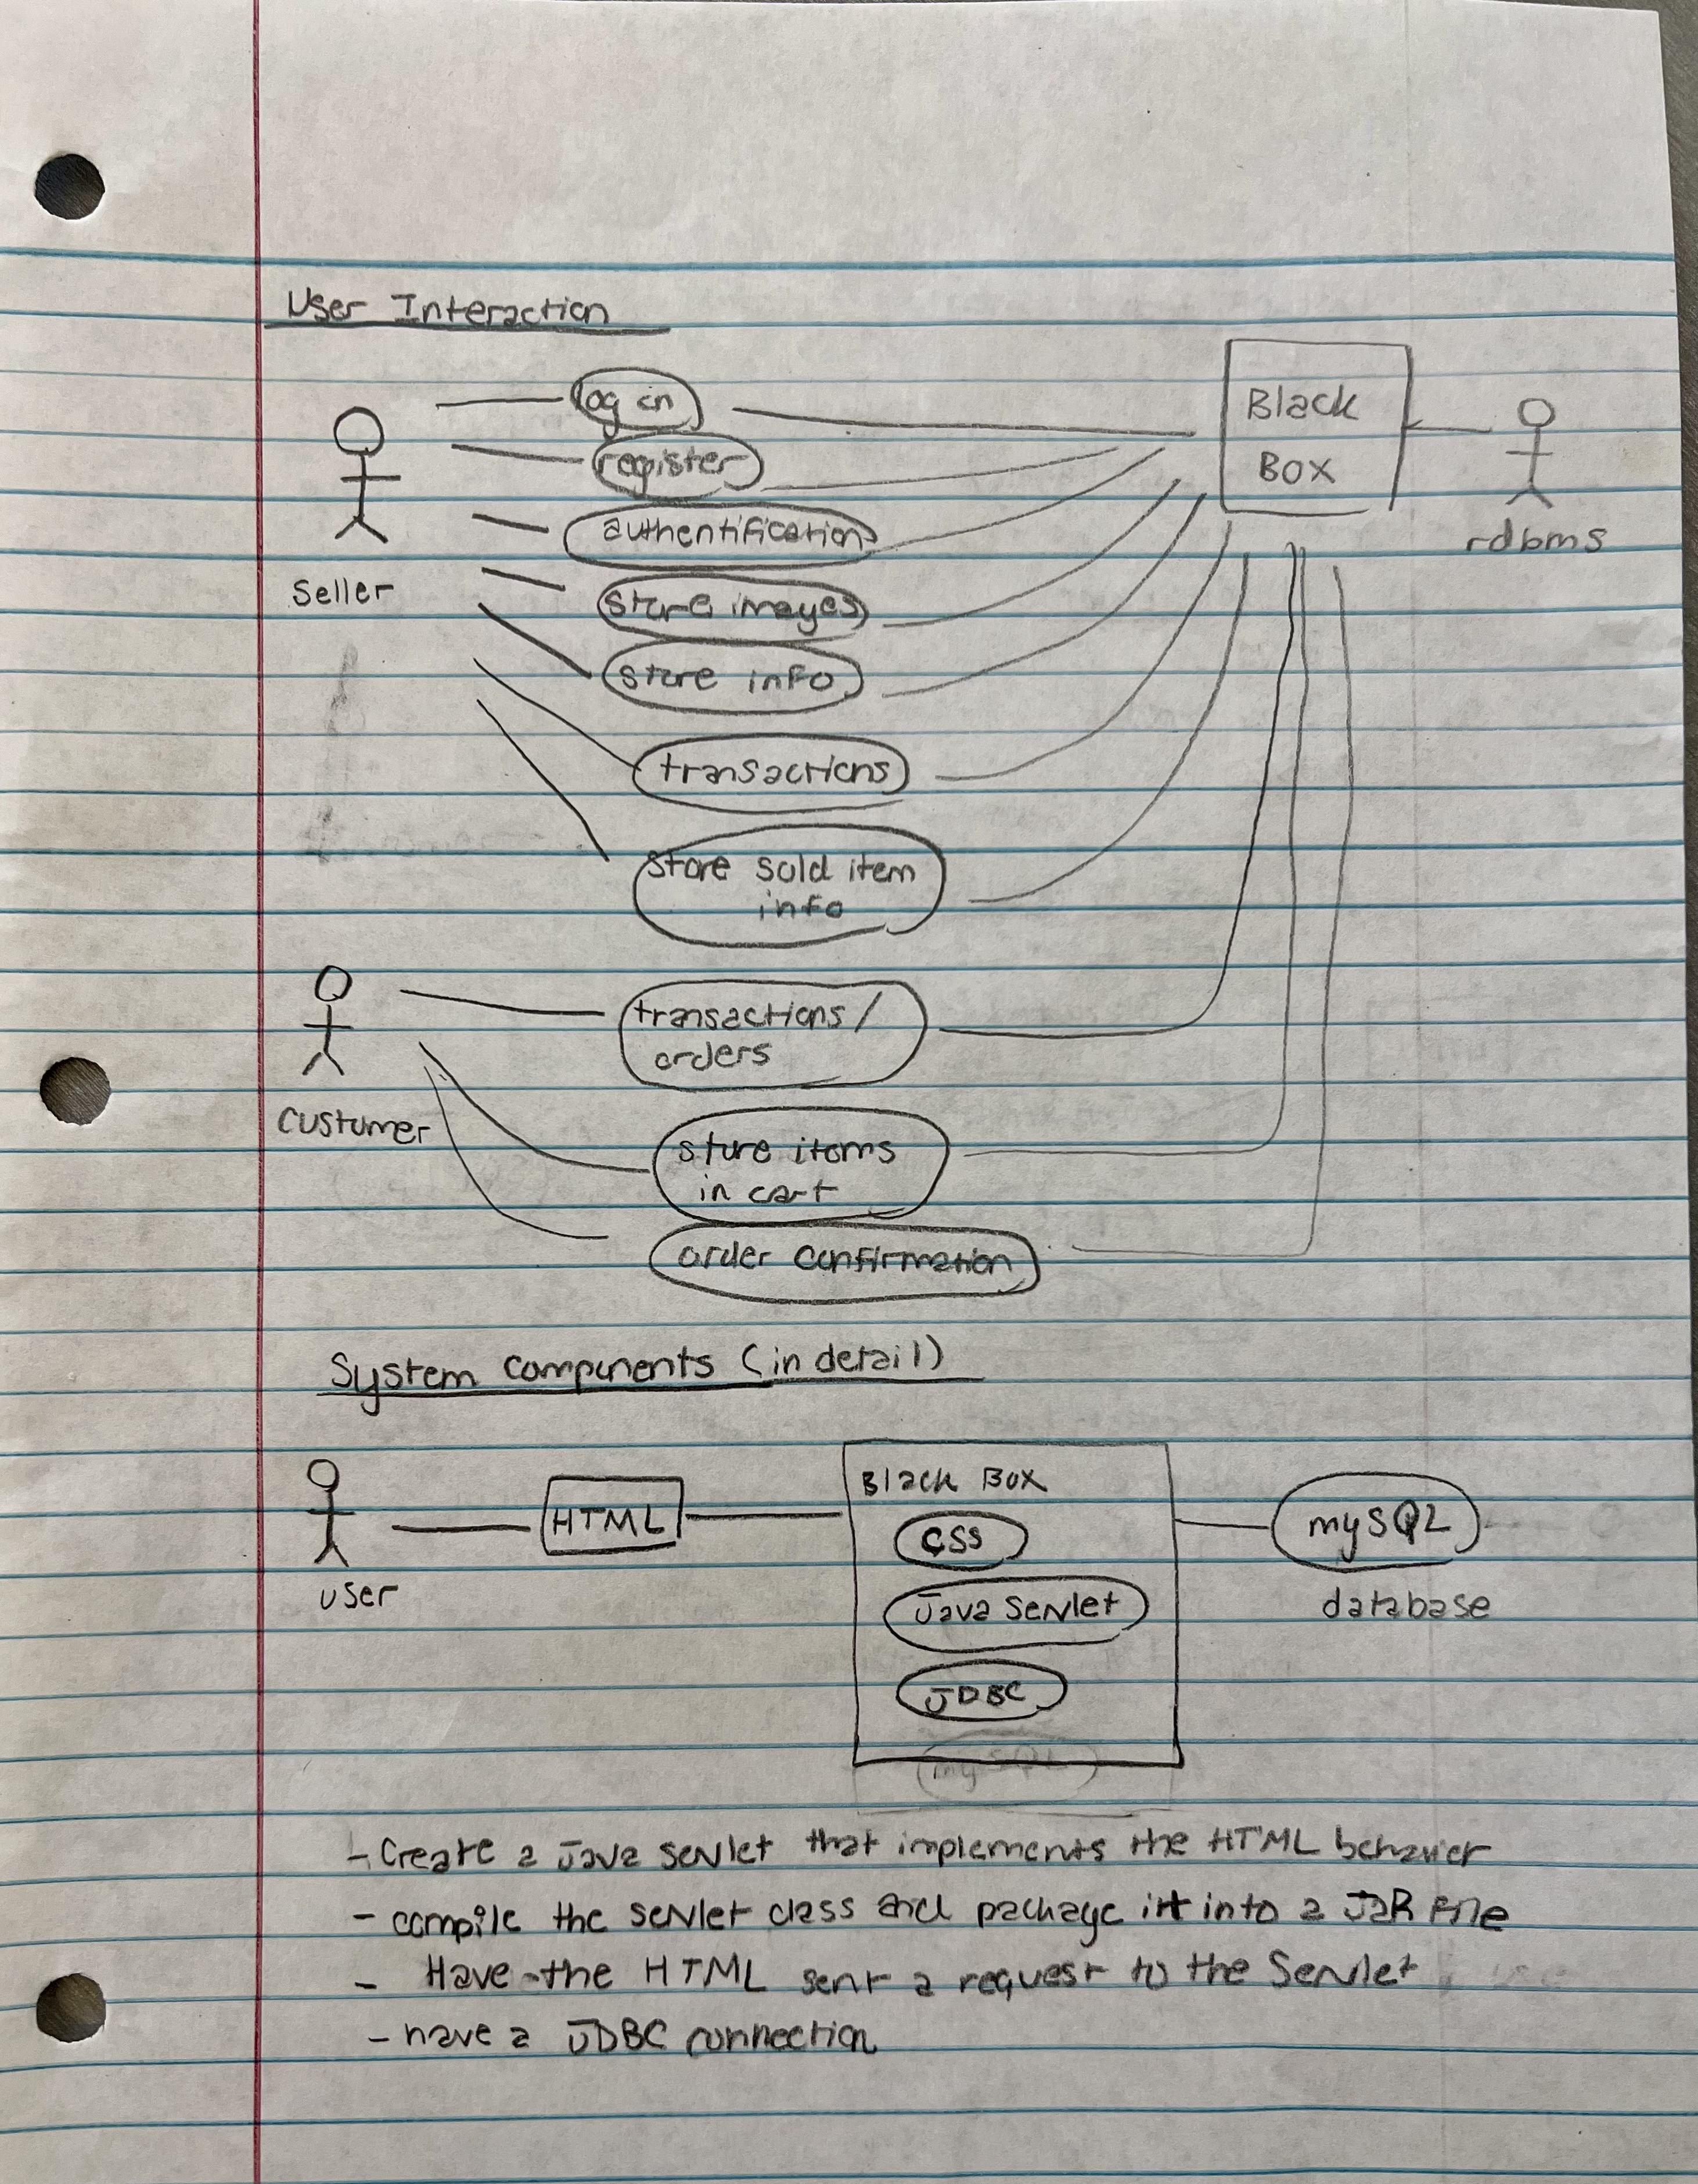 User Interaction
log in
register
authentification
store images
store info
transactions
store sold item
info
Seller
Black
Box
rdbms
transactions/
orders
store items
in cart
order confirmation
Customer
System components (in detail)
user
HTML
Black Box
CSS
Java Servlet
JDBC
mySQL
mySQL
database
- Create a Java servlet that implements the HTML behavior
- compile the servlet class and package it into a JaR file
- Have the HTML sent a request to the Servlet
- have a JDBC connection